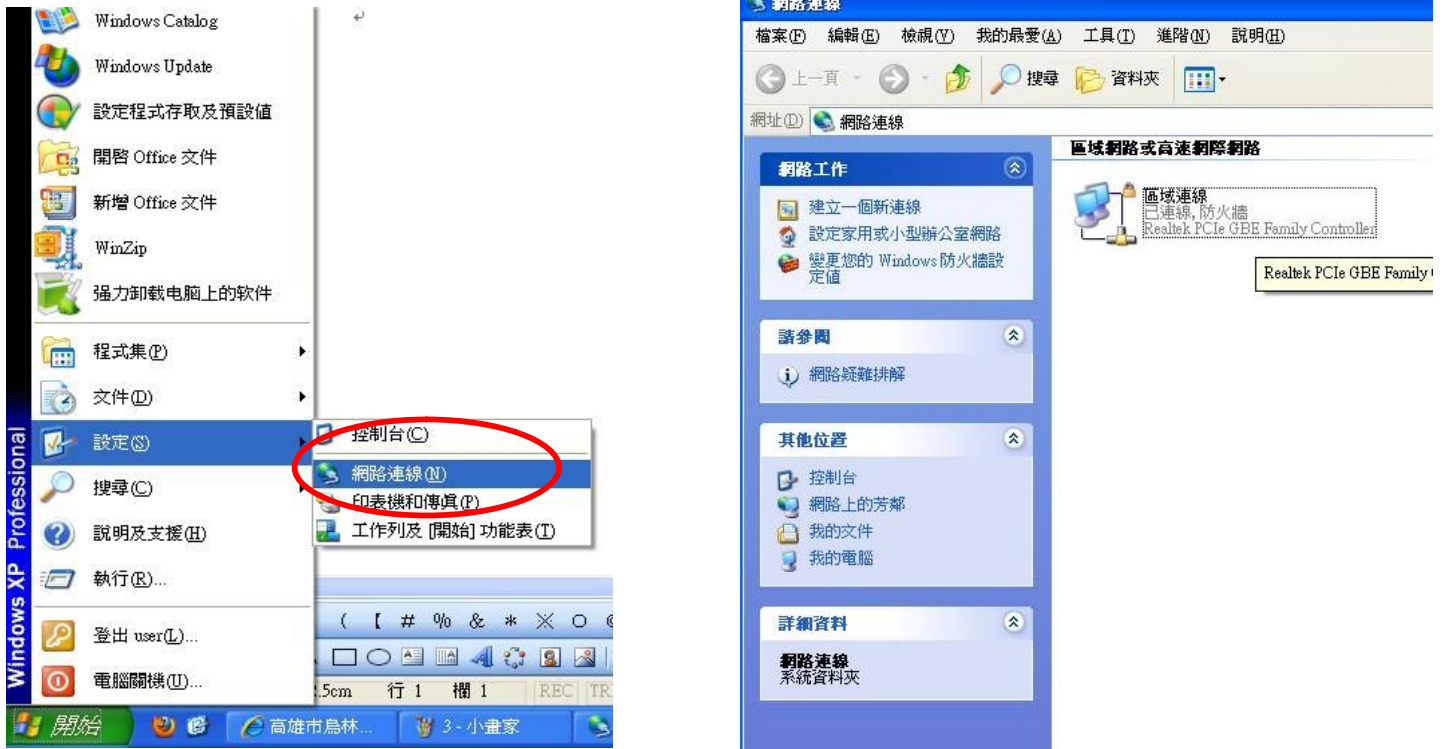 Windows Catalog
Windows Update
設定程式存取及預設値
開啓 Office 文件
新增 Office 文件
WinZip
强力卸载电脑上的软件
程式集(P)
文件(D)
設定(S)
搜尋(C)
說明及支援(H)
執行(R)...
登出 user(L)...
電腦關機(U)...
Windows XP Professional
控制台(C)
網路連線(N)
印表機和傳眞(P)
工作列及 [開始] 功能表(T)
( 【 # % & * ※ ○
.5cm 行 1 欄 1 REC TR
開始
高雄市鳥林...
3 - 小畫家
網路連線
檔案(F) 編輯(E) 檢視(V) 我的最愛(A) 工具(T) 進階(N) 說明(H)
上一頁 搜尋 資料夾
網址(D) 網路連線
網路工作
建立一個新連線
設定家用或小型辦公室網路
變更您的 Windows 防火牆設
定值
請參閱
網路疑難排解
其他位置
控制台
網路上的芳鄰
我的文件
我的電腦
詳細資料
網路連線
系統資料夾
區域網路或高速網際網路
區域連線
已連線, 防火牆
Realtek PCIe GBE Family Controller
Realtek PCIe GBE Family